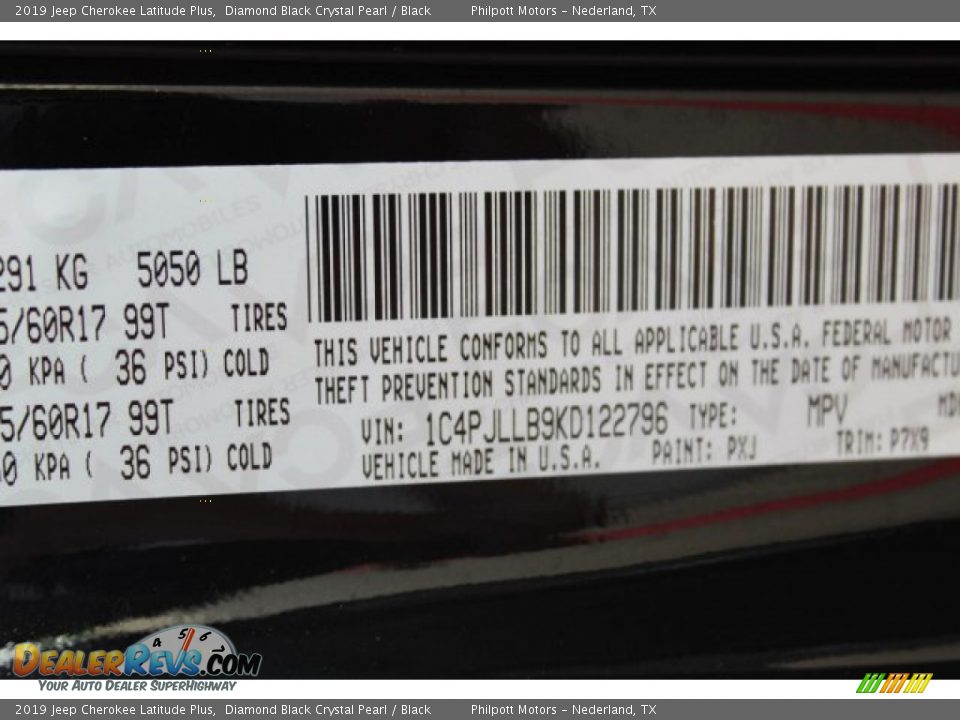 2019 Jeep Cherokee Latitude Plus, Diamond Black Crystal Pearl / Black Philpott Motors – Nederland, TX
291 KG 5050 LB
5/60R17 99T TIRES
0 KPA ( 36 PSI) COLD
5/60R17 99T TIRES
0 KPA ( 36 PSI) COLD
THIS VEHICLE CONFORMS TO ALL APPLICABLE U.S.A. FEDERAL MOTOR
THEFT PREVENTION STANDARDS IN EFFECT ON THE DATE OF MANUFACTU
VIN: 1C4PJLLB9KD122796 TYPE: MPV
VEHICLE MADE IN U.S.A. PAINT: PXJ TRIM: P7X9
4 5 6
DEALERREVS.COM
YOUR AUTO DEALER SUPERHIGHWAY
2019 Jeep Cherokee Latitude Plus, Diamond Black Crystal Pearl / Black Philpott Motors – Nederland, TX